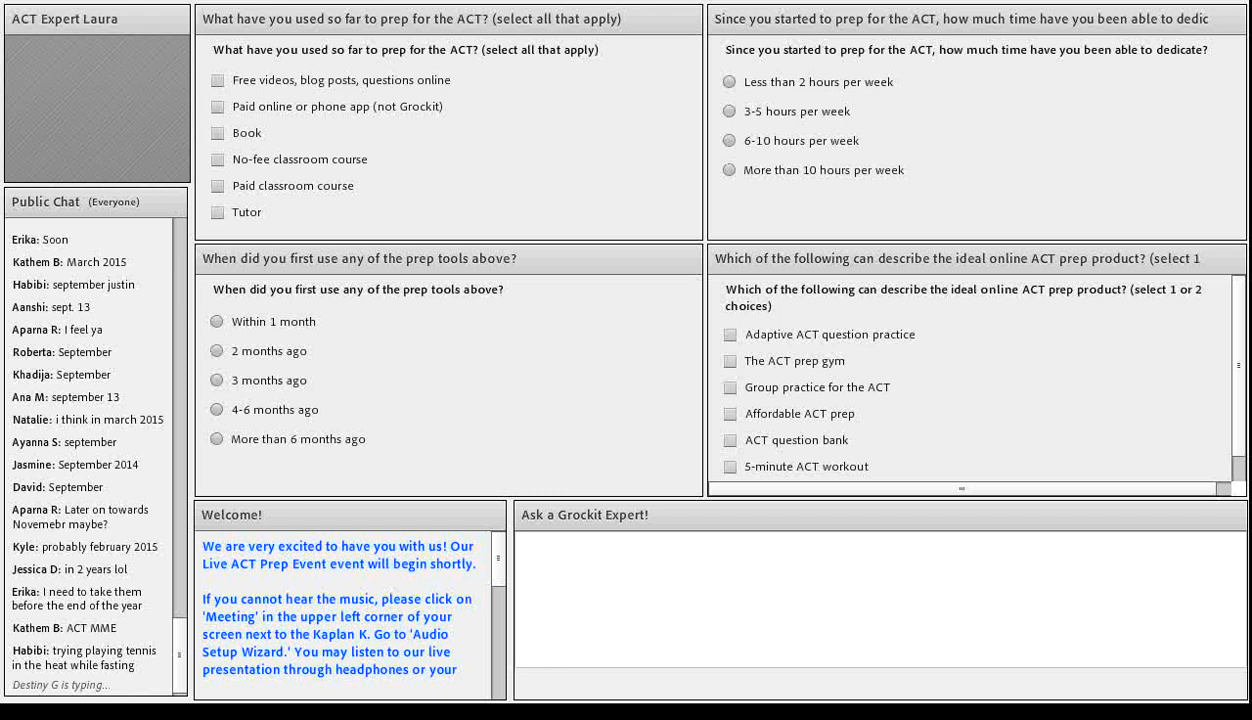 ACT Expert Laura
What have you used so far to prep for the ACT? (select all that apply)
What have you used so far to prep for the ACT? (select all that apply)
Free videos, blog posts, questions online
Paid online or phone app (not Grockit)
Book
No-fee classroom course
Paid classroom course
Tutor
Since you started to prep for the ACT, how much time have you been able to dedic
Since you started to prep for the ACT, how much time have you been able to dedicate?
Less than 2 hours per week
3-5 hours per week
6-10 hours per week
More than 10 hours per week
Public Chat (Everyone)
Erika: Soon
Kathem B: March 2015
Habibi: september justin
Aanshi: sept. 13
Aparna R: I feel ya
Roberta: September
Khadija: September
Ana M: september 13
Natalie: i think in march 2015
Ayanna S: september
Jasmine: September 2014
David: September
Aparna R: Later on towards
Novemebr maybe?
Kyle: probably february 2015
Jessica D: in 2 years lol
Erika: I need to take them
before the end of the year
Kathem B: ACT MME
Habibi: trying playing tennis
in the heat while fasting
Destiny G is typing...
When did you first use any of the prep tools above?
When did you first use any of the prep tools above?
Within 1 month
2 months ago
3 months ago
4-6 months ago
More than 6 months ago
Which of the following can describe the ideal online ACT prep product? (select 1
Which of the following can describe the ideal online ACT prep product? (select 1 or 2
choices)
Adaptive ACT question practice
The ACT prep gym
Group practice for the ACT
Affordable ACT prep
ACT question bank
5-minute ACT workout
Welcome!
We are very excited to have you with us! Our
Live ACT Prep Event event will begin shortly.
If you cannot hear the music, please click on
'Meeting' in the upper left corner of your
screen next to the Kaplan K. Go to 'Audio
Setup Wizard.' You may listen to our live
presentation through headphones or your
Ask a Grockit Expert!